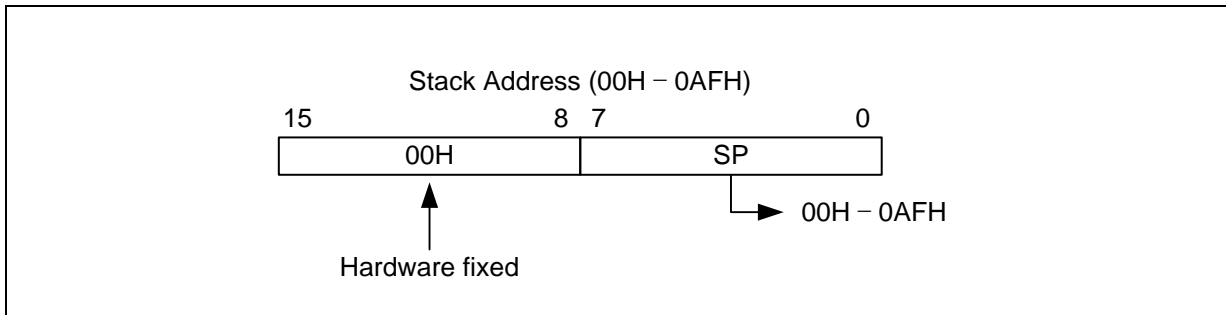 Stack Address (00H – 0AFH)
15 8 7 0
00H SP
00H – 0AFH
Hardware fixed